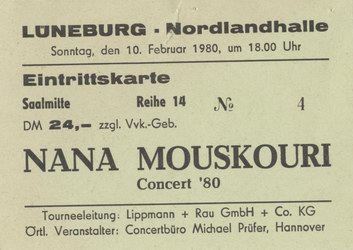 LÜNEBURG · Nordlandhalle
Sonntag, den 10. Februar 1980, um 18.00 Uhr
Eintrittskarte
Saalmitte Reihe 14 № 4
DM 24,– zzgl. Vvk.-Geb.
NANA MOUSKOURI
Concert '80
Tourneeleitung: Lippmann + Rau GmbH + Co. KG
Örtl. Veranstalter: Concertbüro Michael Prüfer, Hannover